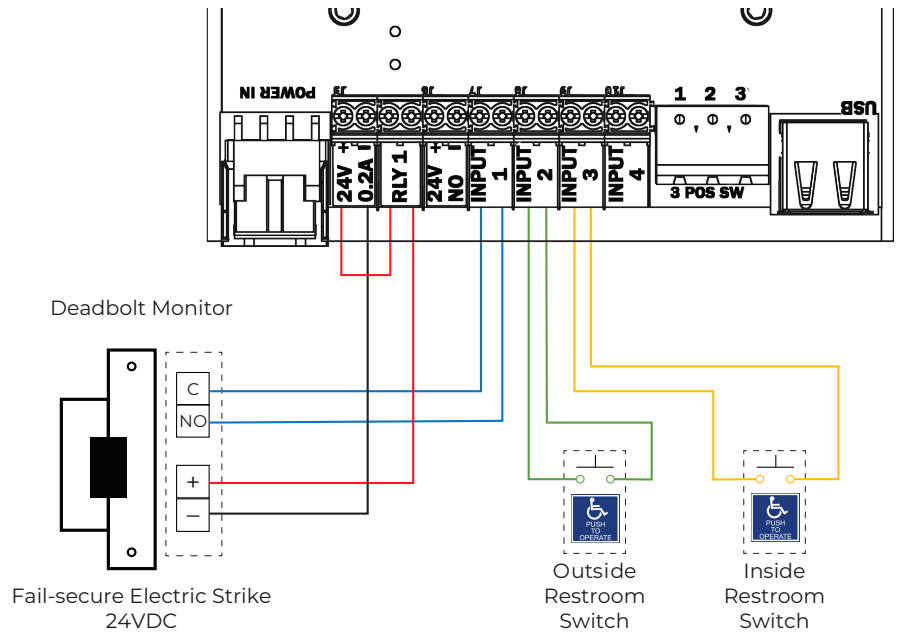 POWER IN
J5
J6
J7
J8
J9
J10
1 2 3
USB
24V + 
0.2A –
RLY 1
24V +
NO –
INPUT 1
INPUT 2
INPUT 3
INPUT 4
3 POS SW
Deadbolt Monitor
C
NO
+
–
PUSH
TO
OPERATE
PUSH
TO
OPERATE
Fail-secure Electric Strike
24VDC
Outside
Restroom
Switch
Inside
Restroom
Switch